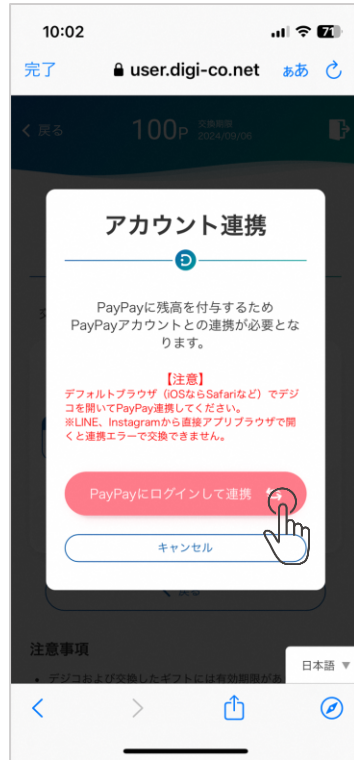 10:02
71
完了
user.digi-co.net
ぁあ
戻る
100P
交換期限
2024/09/06
アカウント連携
PayPayに残高を付与するため
PayPayアカウントとの連携が必要とな
ります。
【注意】
デフォルトブラウザ（iOSならSafariなど）でデジ
コを開いてPayPay連携してください。
※LINE、Instagramから直接アプリブラウザで開
くと連携エラーで交換できません。
PayPayにログインして連携
キャンセル
戻る
注意事項
日本語
デジコおよび交換したギフトには有効期限があ